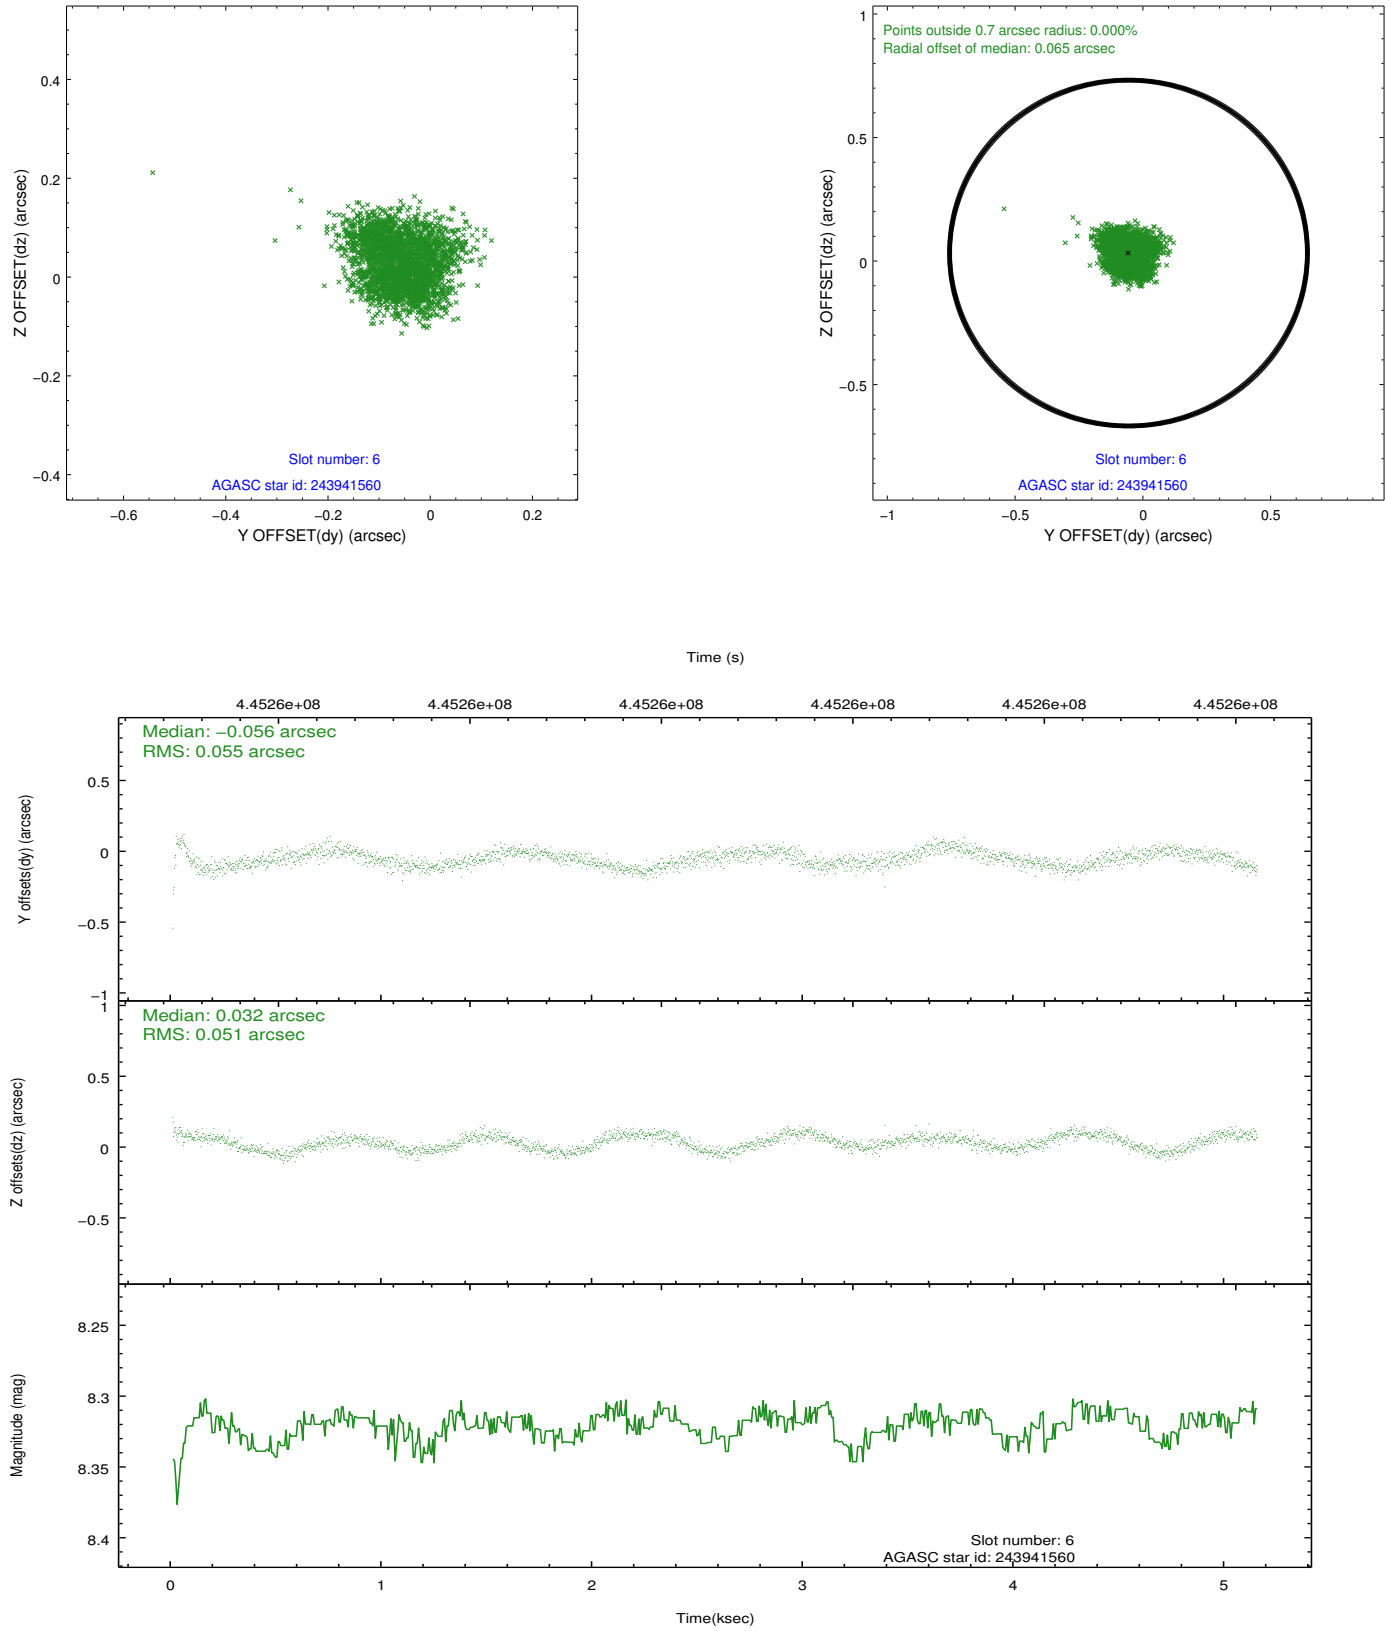 0.4
0.2
0
−0.2
−0.4
Z OFFSET(dz) (arcsec)
Slot number: 6
AGASC star id: 243941560
−0.6 −0.4 −0.2 0 0.2
Y OFFSET(dy) (arcsec)
Points outside 0.7 arcsec radius: 0.000%
Radial offset of median: 0.065 arcsec
1
0.5
0
−0.5
Z OFFSET(dz) (arcsec)
Slot number: 6
AGASC star id: 243941560
−1 −0.5 0 0.5
Y OFFSET(dy) (arcsec)
Time (s)
4.4526e+08 4.4526e+08 4.4526e+08 4.4526e+08 4.4526e+08 4.4526e+08
Median: −0.056 arcsec
RMS: 0.055 arcsec
0.5
0
−0.5
−1
Y offsets(dy) (arcsec)
Median: 0.032 arcsec
RMS: 0.051 arcsec
1
0.5
0
−0.5
Z offsets(dz) (arcsec)
8.25
8.3
8.35
8.4
Magnitude (mag)
Slot number: 6
AGASC star id: 243941560
0 1 2 3 4 5
Time(ksec)